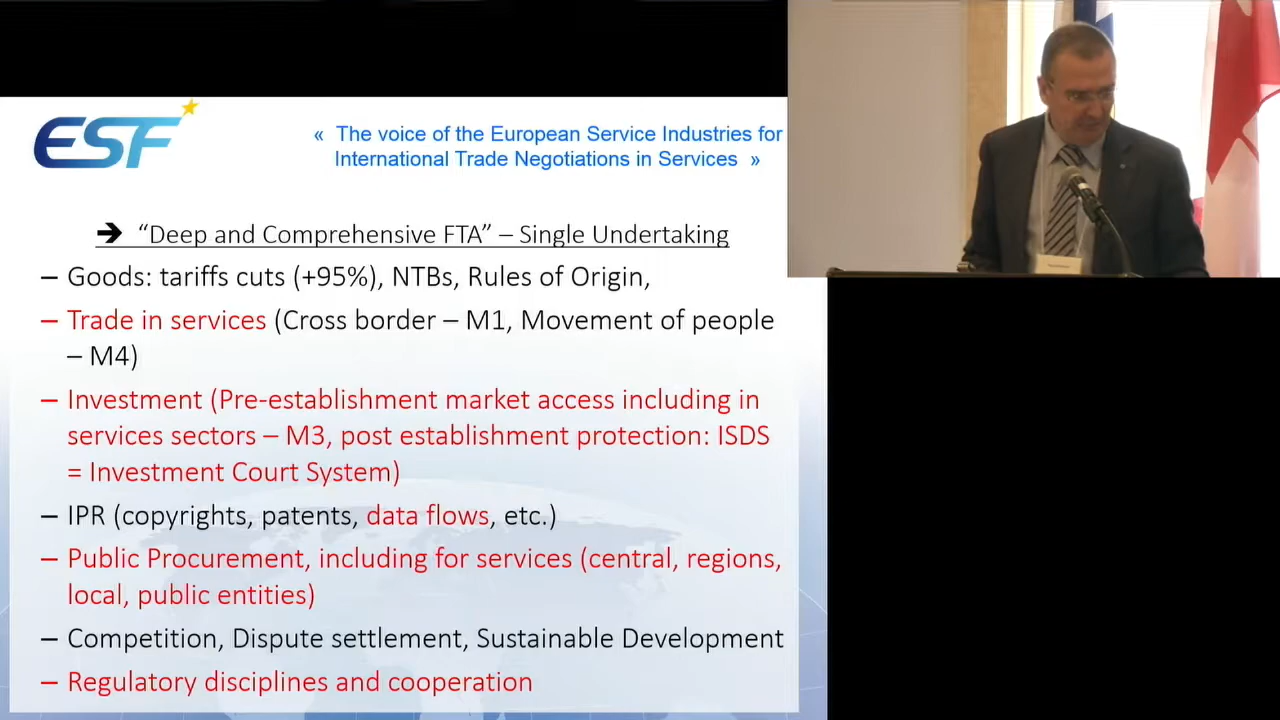 ESF
« The voice of the European Service Industries for
International Trade Negotiations in Services »
➔ “Deep and Comprehensive FTA” – Single Undertaking
– Goods: tariffs cuts (+95%), NTBs, Rules of Origin,
– Trade in services (Cross border – M1, Movement of people
– M4)
– Investment (Pre-establishment market access including in
services sectors – M3, post establishment protection: ISDS
= Investment Court System)
– IPR (copyrights, patents, data flows, etc.)
– Public Procurement, including for services (central, regions,
local, public entities)
– Competition, Dispute settlement, Sustainable Development
– Regulatory disciplines and cooperation